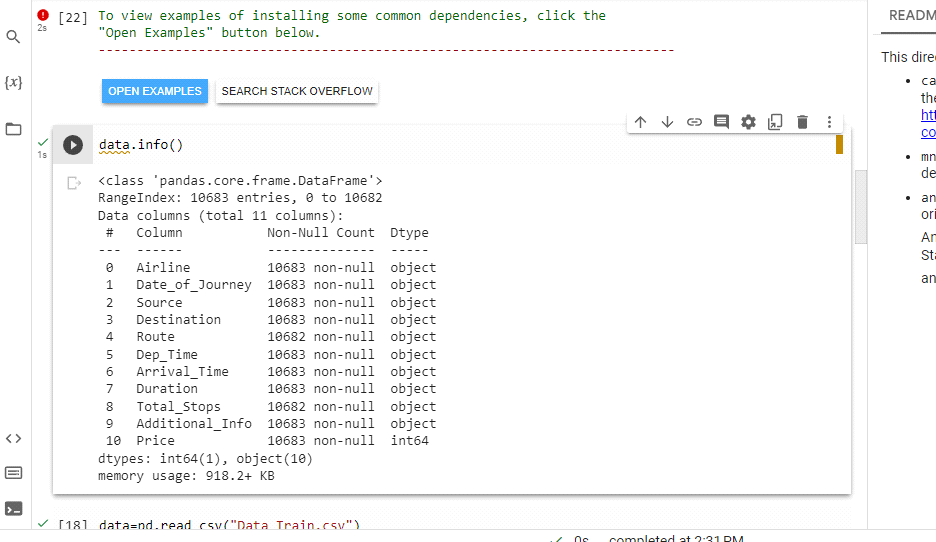 [22] To view examples of installing some common dependencies, click the
"Open Examples" button below.
---------------------------------------------------------------------------
2s
OPEN EXAMPLES SEARCH STACK OVERFLOW
{x}
data.info()
1s
<class 'pandas.core.frame.DataFrame'>
RangeIndex: 10683 entries, 0 to 10682
Data columns (total 11 columns):
# Column Non-Null Count Dtype
--- ------ -------------- -----
0 Airline 10683 non-null object
1 Date_of_Journey 10683 non-null object
2 Source 10683 non-null object
3 Destination 10683 non-null object
4 Route 10682 non-null object
5 Dep_Time 10683 non-null object
6 Arrival_Time 10683 non-null object
7 Duration 10683 non-null object
8 Total_Stops 10682 non-null object
9 Additional_Info 10683 non-null object
10 Price 10683 non-null int64
dtypes: int64(1), object(10)
memory usage: 918.2+ KB
[18] data=pd.read_csv("Data_Train.csv")
0s completed at 2:31 PM
READM
This dire
ca
the
htt
co
mn
de
an
ori
An
Sta
an